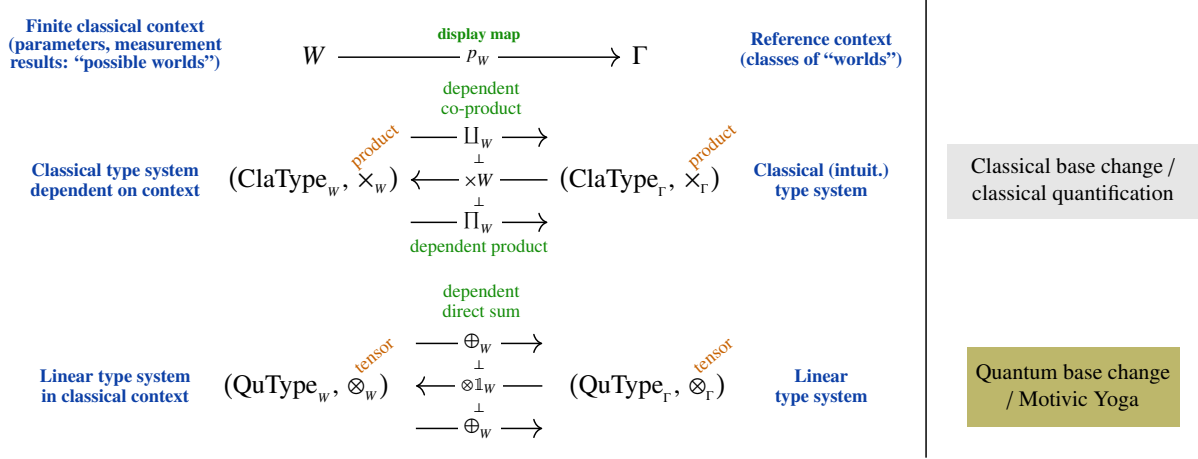 Finite classical context
(parameters, measurement
results: “possible worlds”)
W
display map
p_W
Γ
Reference context
(classes of “worlds”)
dependent
co-product
∐_W
⊥
Classical type system
dependent on context
product
(ClaType_W, ×_W)
×W
product
(ClaType_Γ, ×_Γ)
Classical (intuit.)
type system
⊥
∏_W
dependent product
Classical base change /
classical quantification
dependent
direct sum
⊕_W
⊥
Linear type system
in classical context
tensor
(QuType_W, ⊗_W)
⊗𝟙_W
tensor
(QuType_Γ, ⊗_Γ)
Linear
type system
⊥
⊕_W
Quantum base change
/ Motivic Yoga